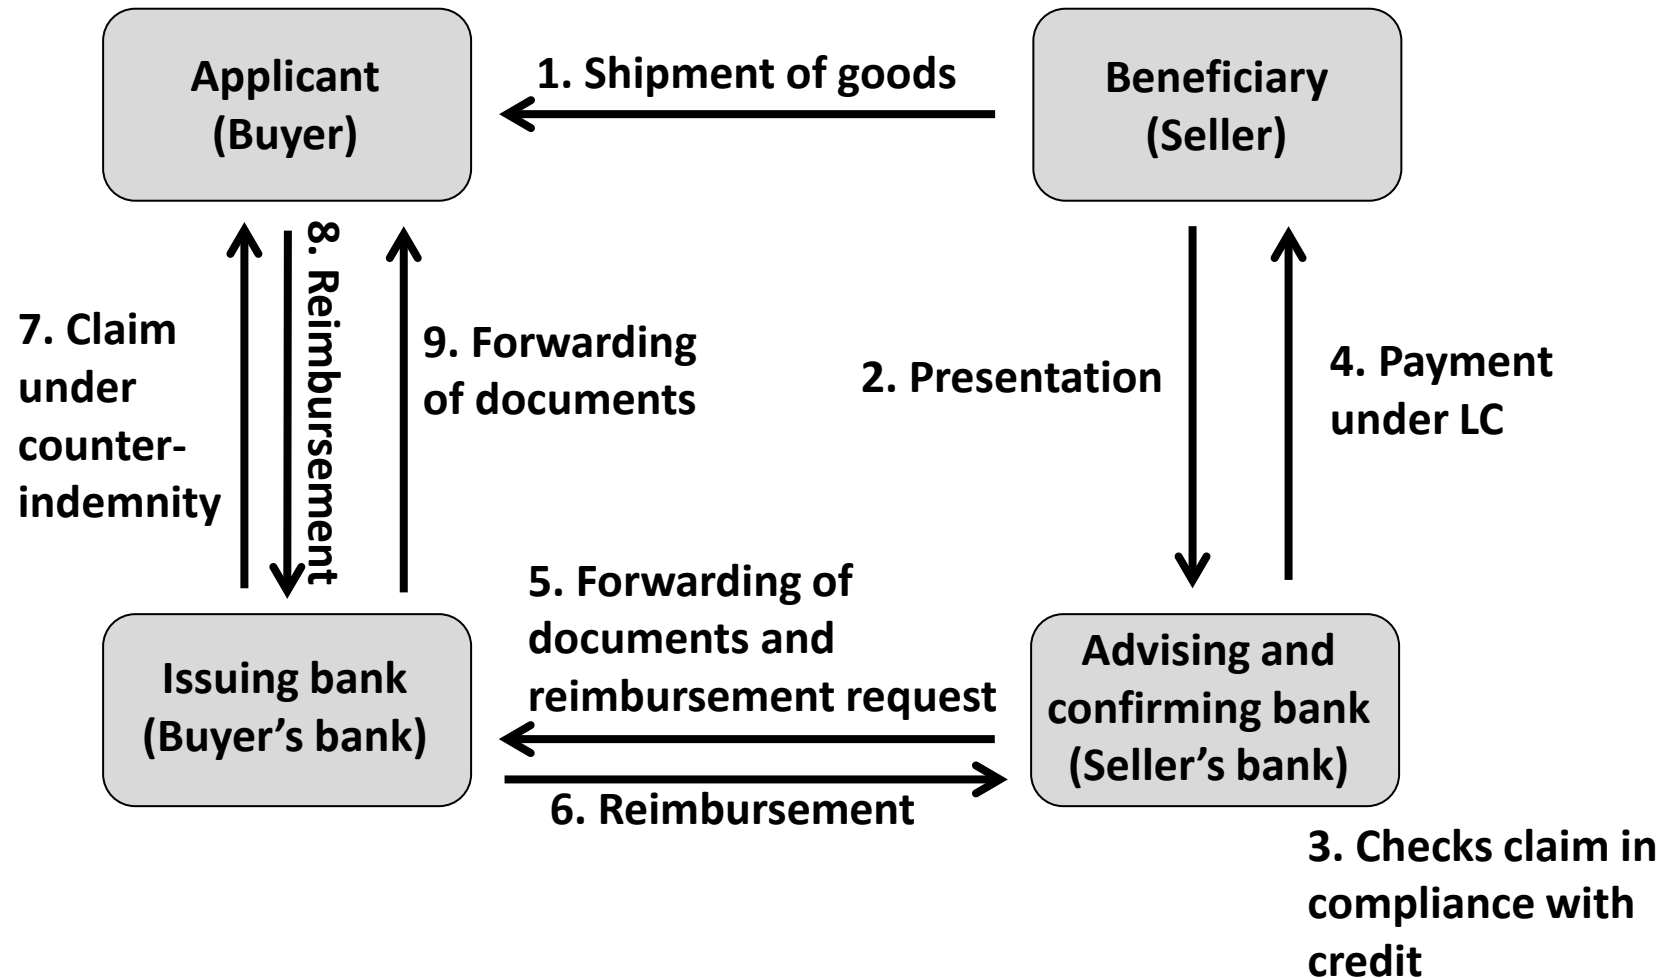 Applicant
(Buyer)
1. Shipment of goods
Beneficiary
(Seller)
7. Claim
under
counter-
indemnity
8. Reimbursement
9. Forwarding
of documents
2. Presentation
4. Payment
under LC
5. Forwarding of
documents and
reimbursement request
6. Reimbursement
Issuing bank
(Buyer’s bank)
Advising and
confirming bank
(Seller’s bank)
3. Checks claim in
compliance with
credit